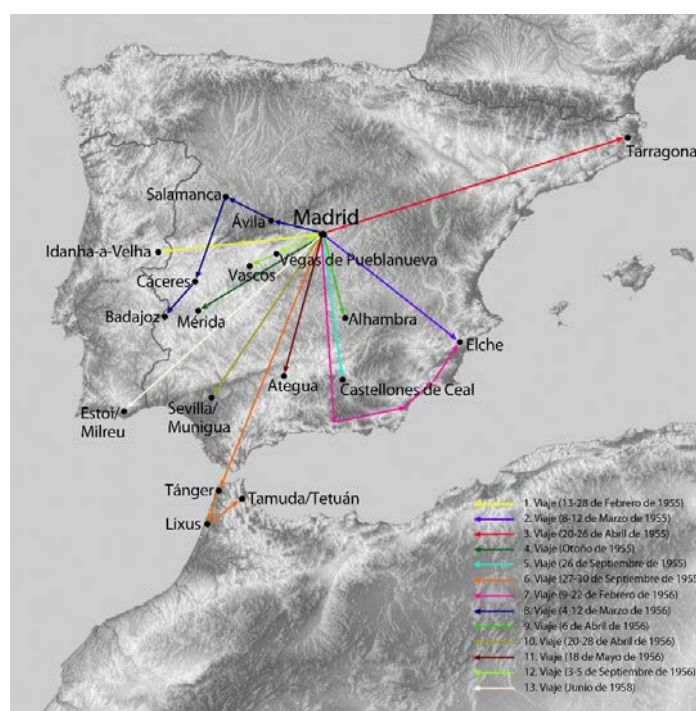 Tarragona
Salamanca
Ávila
Madrid
Idanha-a-Velha
Vegas de Pueblanueva
Vascos
Cáceres
Badajoz
Mérida
Alhambra
Elche
Ategua
Castellones de Ceal
Estoi/
Milreu
Sevilla/
Munigua
Tánger
Tamuda/Tetuán
Lixus
1. Viaje (13-28 de Febrero de 1955)
2. Viaje (8-12 de Marzo de 1955)
3. Viaje (20-26 de Abril de 1955)
4. Viaje (Otoño de 1955)
5. Viaje (26 de Septiembre de 1955)
6. Viaje (27-30 de Septiembre de 1955
7. Viaje (9-22 de Febrero de 1956)
8. Viaje (4-12 de Marzo de 1956)
9. Viaje (6 de Abril de 1956)
10. Viaje (20-28 de Abril de 1956)
11. Viaje (18 de Mayo de 1956)
12. Viaje (3-5 de Septiembre de 1956)
13. Viaje (Junio de 1958)